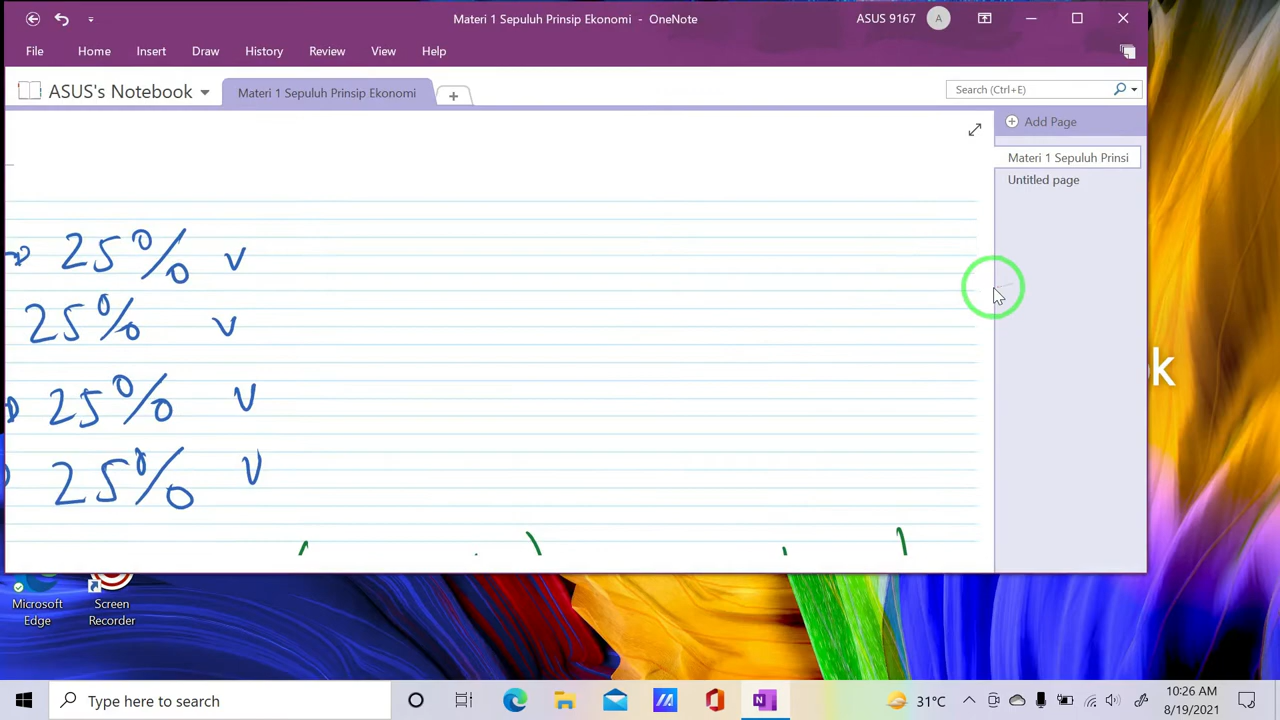 Materi 1 Sepuluh Prinsip Ekonomi - OneNote
ASUS 9167
A
File Home Insert Draw History Review View Help
ASUS's Notebook
Materi 1 Sepuluh Prinsip Ekonomi
Search (Ctrl+E)
Add Page
Materi 1 Sepuluh Prinsi
Untitled page
25% v
25% v
25% v
25% v
k
Microsoft Edge
Screen Recorder
Type here to search
31°C
10:26 AM
8/19/2021